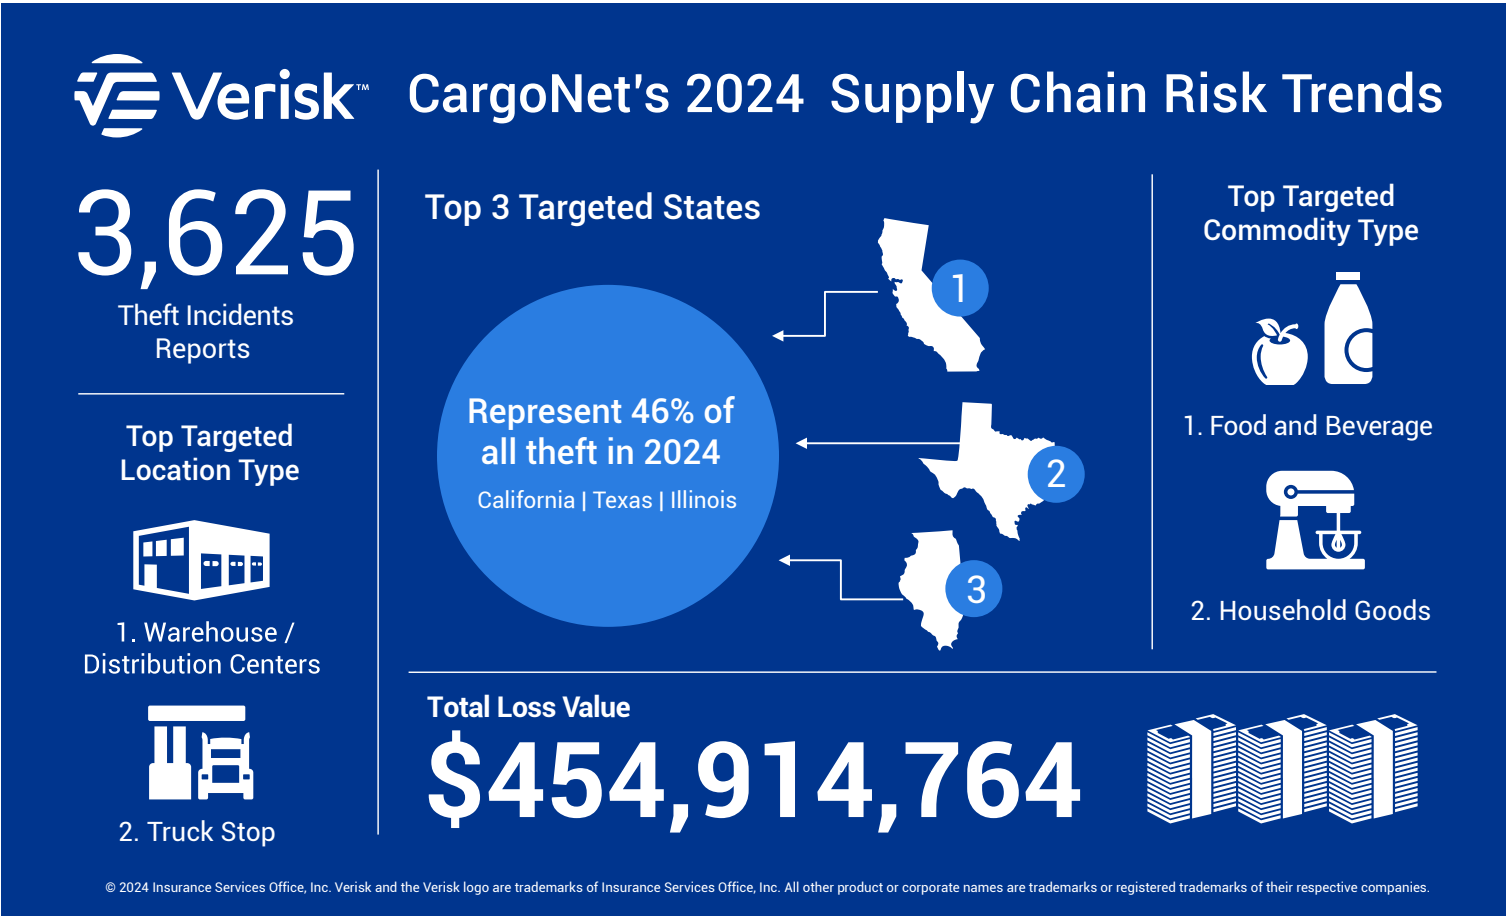 Verisk™
CargoNet's 2024 Supply Chain Risk Trends
3,625
Theft Incidents
Reports
Top Targeted
Location Type
1. Warehouse /
Distribution Centers
2. Truck Stop
Top 3 Targeted States
Represent 46% of
all theft in 2024
California | Texas | Illinois
1
2
3
Top Targeted
Commodity Type
1. Food and Beverage
2. Household Goods
Total Loss Value
$454,914,764
© 2024 Insurance Services Office, Inc. Verisk and the Verisk logo are trademarks of Insurance Services Office, Inc. All other product or corporate names are trademarks or registered trademarks of their respective companies.